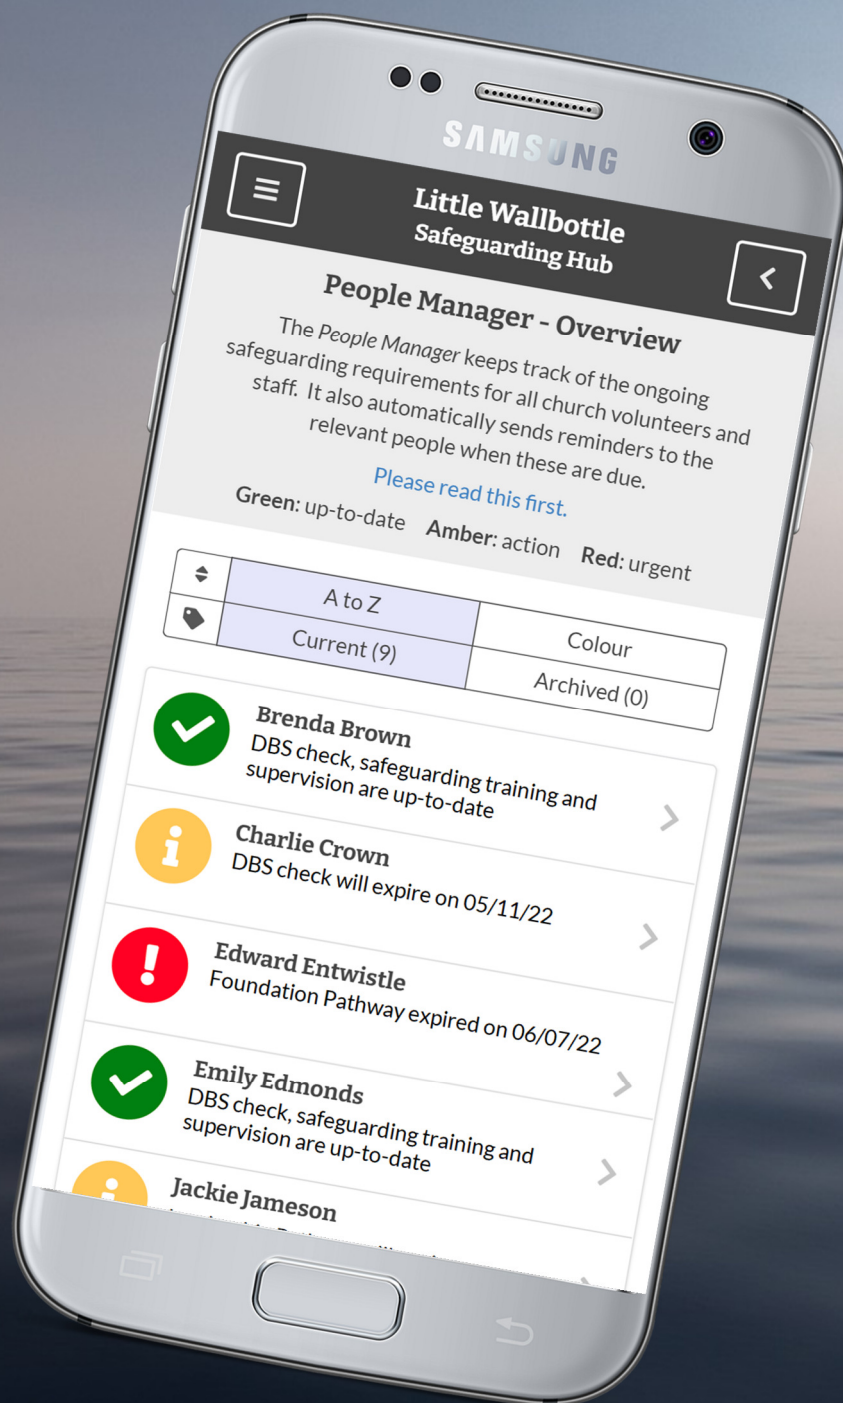 SAMSUNG
Little Wallbottle
Safeguarding Hub
People Manager - Overview
The People Manager keeps track of the ongoing
safeguarding requirements for all church volunteers and
staff. It also automatically sends reminders to the
relevant people when these are due.
Please read this first.
Green: up-to-date Amber: action Red: urgent
A to Z Colour
Current (9) Archived (0)
Brenda Brown
DBS check, safeguarding training and
supervision are up-to-date
Charlie Crown
DBS check will expire on 05/11/22
Edward Entwistle
Foundation Pathway expired on 06/07/22
Emily Edmonds
DBS check, safeguarding training and
supervision are up-to-date
Jackie Jameson